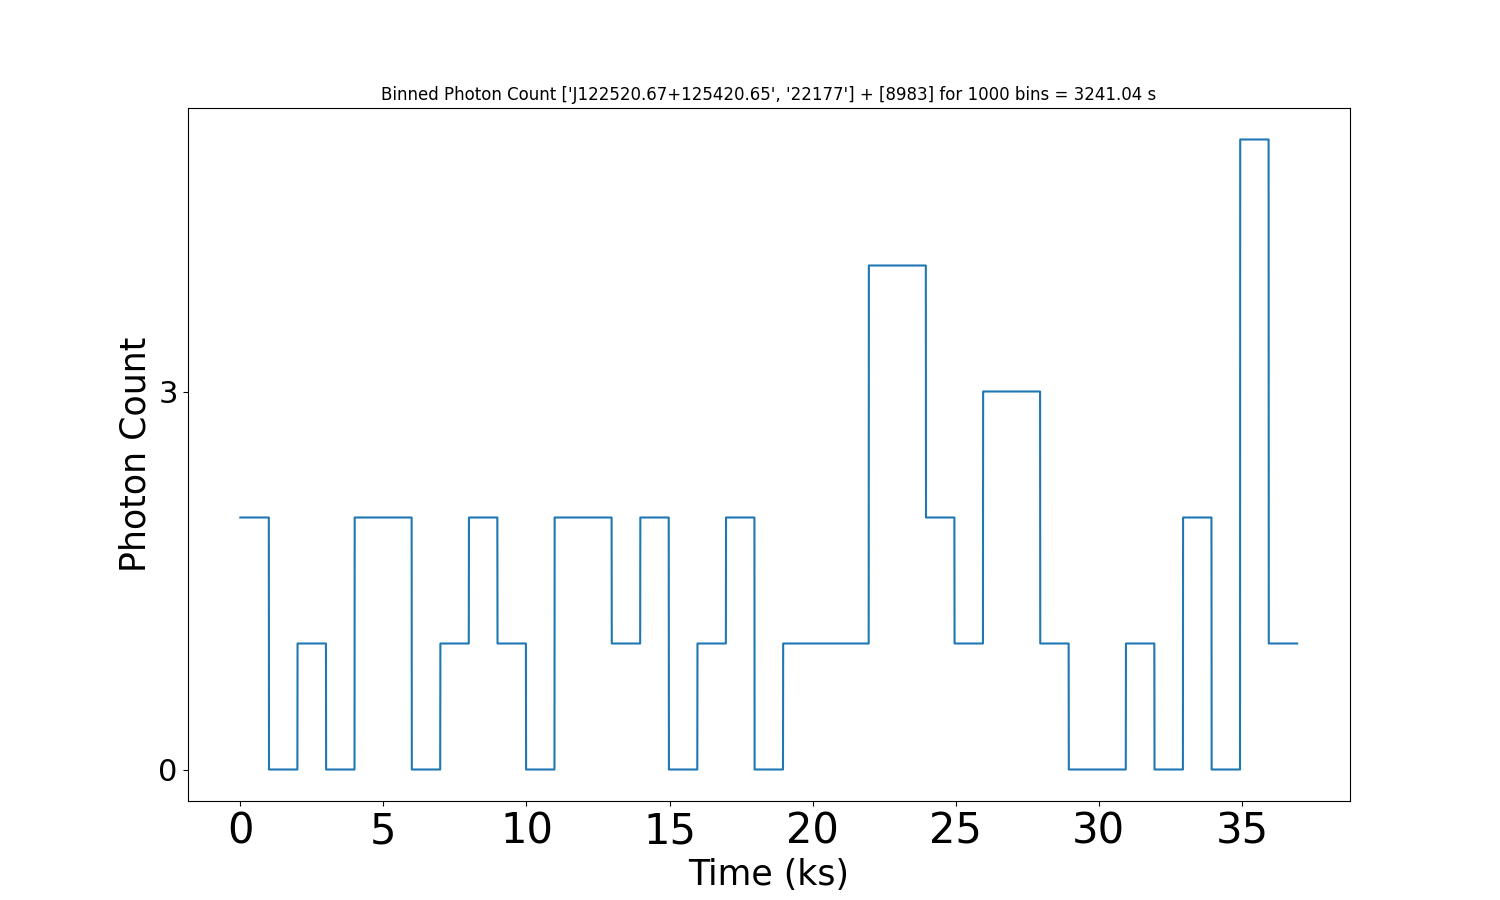 Binned Photon Count ['J122520.67+125420.65', '22177'] + [8983] for 1000 bins = 3241.04 s
Photon Count
3
0
0 5 10 15 20 25 30 35
Time (ks)